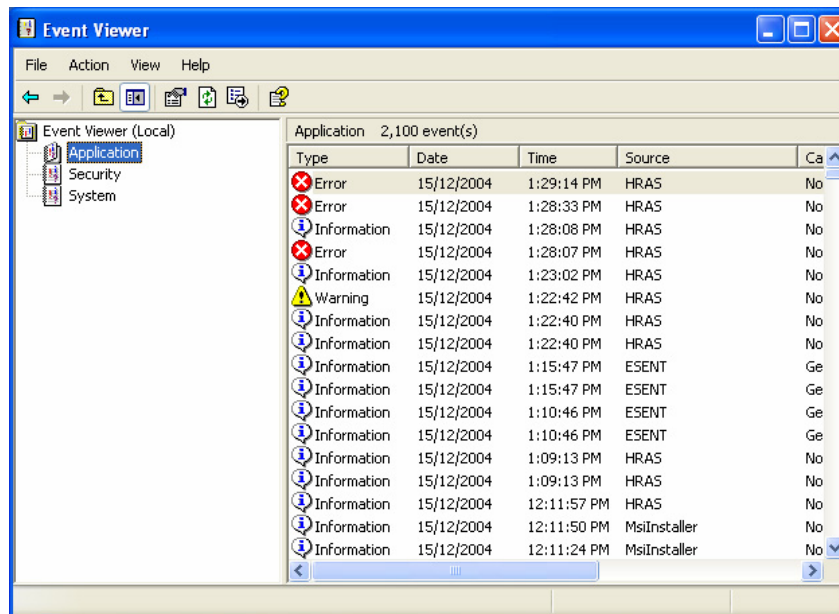 Event Viewer
File Action View Help
Event Viewer (Local)
Application
Security
System
Application 2,100 event(s)
Type Date Time Source Ca
Error 15/12/2004 1:29:14 PM HRAS No
Error 15/12/2004 1:28:33 PM HRAS No
Information 15/12/2004 1:28:08 PM HRAS No
Error 15/12/2004 1:28:07 PM HRAS No
Information 15/12/2004 1:23:02 PM HRAS No
Warning 15/12/2004 1:22:42 PM HRAS No
Information 15/12/2004 1:22:40 PM HRAS No
Information 15/12/2004 1:22:40 PM HRAS No
Information 15/12/2004 1:15:47 PM ESENT Ge
Information 15/12/2004 1:15:47 PM ESENT Ge
Information 15/12/2004 1:10:46 PM ESENT Ge
Information 15/12/2004 1:10:46 PM ESENT Ge
Information 15/12/2004 1:09:13 PM HRAS No
Information 15/12/2004 1:09:13 PM HRAS No
Information 15/12/2004 12:11:57 PM HRAS No
Information 15/12/2004 12:11:50 PM MsiInstaller No
Information 15/12/2004 12:11:24 PM MsiInstaller No